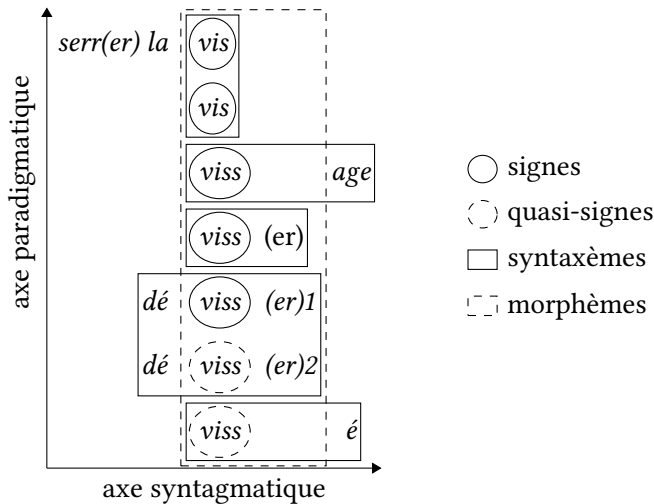 serr(er) la vis
vis
viss age
viss (er)
dé viss (er)1
dé viss (er)2
viss é
axe paradigmatique
axe syntagmatique
signes
quasi-signes
syntaxèmes
morphèmes